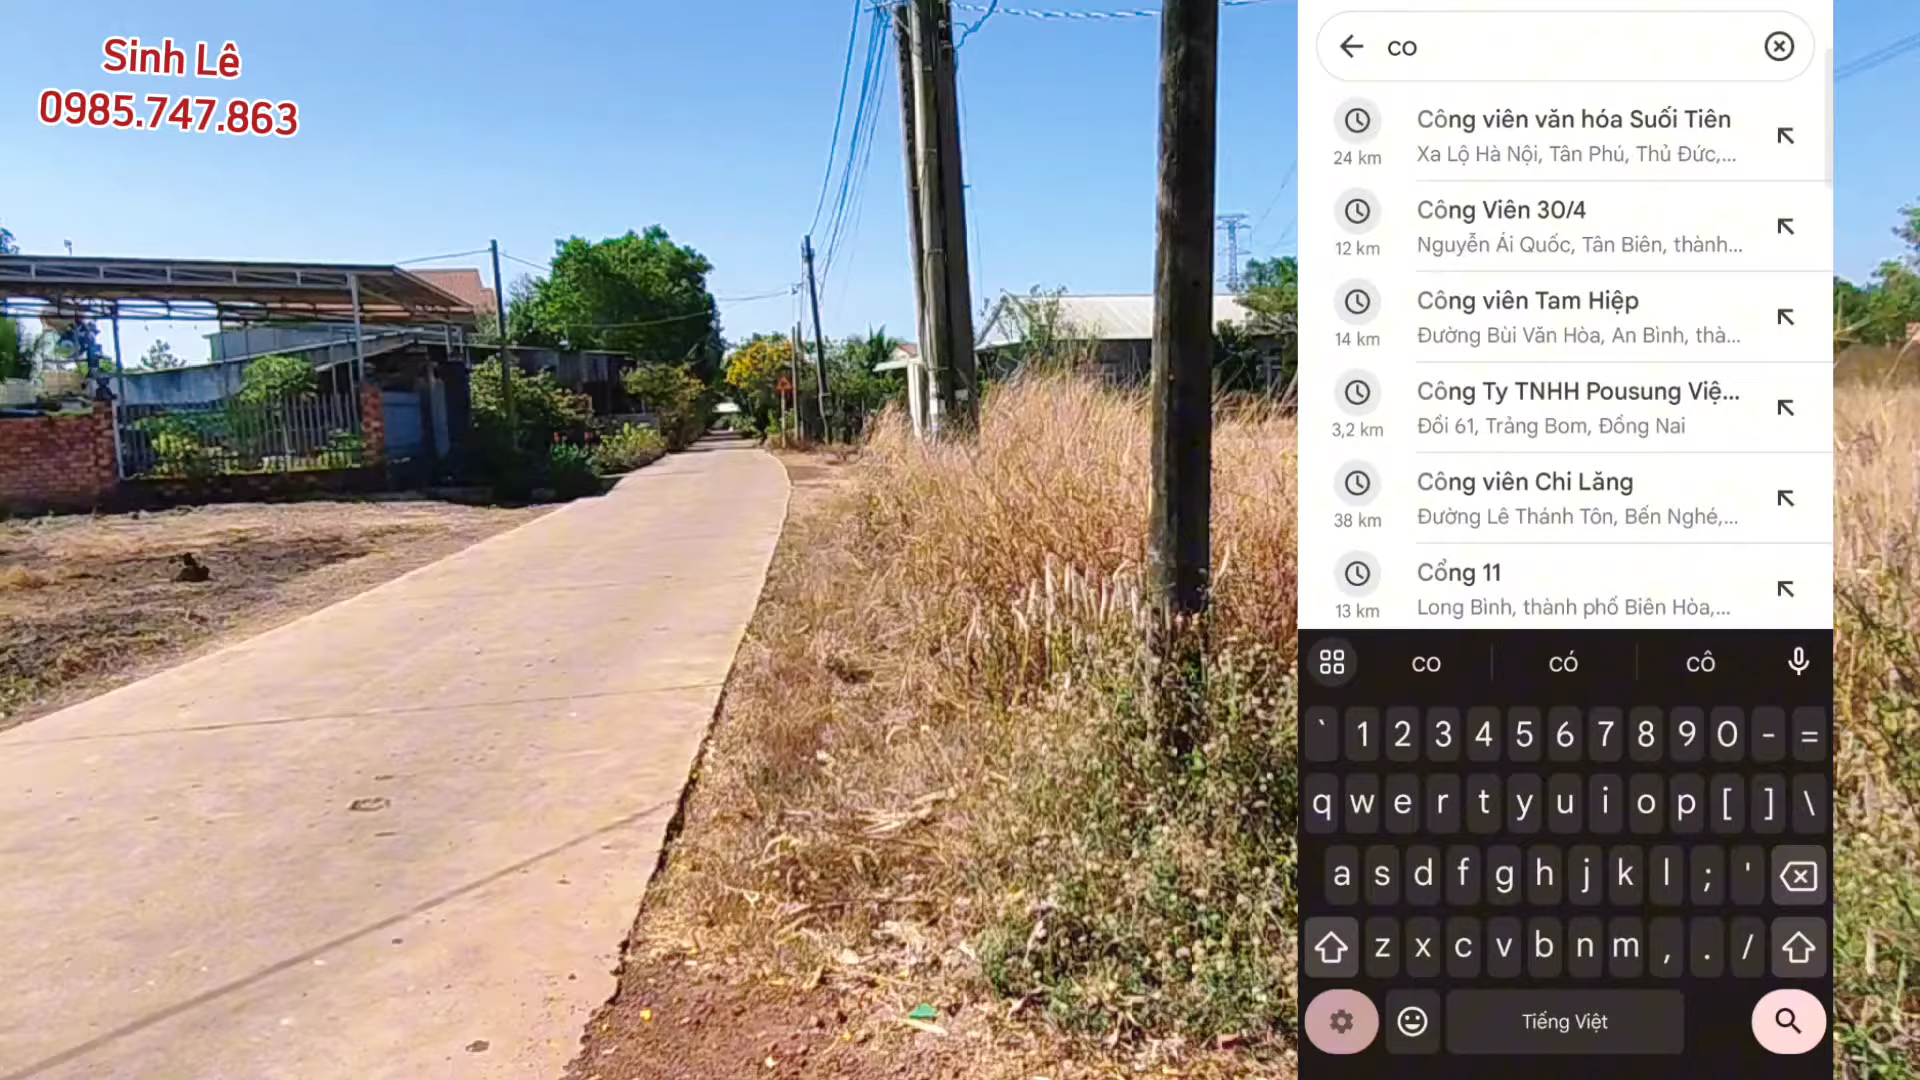 Sinh Lê
0985.747.863
co
Công viên văn hóa Suối Tiên
24 km
Xa Lộ Hà Nội, Tân Phú, Thủ Đức,...
Công Viên 30/4
12 km
Nguyễn Ái Quốc, Tân Biên, thành...
Công viên Tam Hiệp
14 km
Đường Bùi Văn Hòa, An Bình, thà...
Công Ty TNHH Pousung Việ...
3,2 km
Đồi 61, Trảng Bom, Đồng Nai
Công viên Chi Lăng
38 km
Đường Lê Thánh Tôn, Bến Nghé,...
Cổng 11
13 km
Long Bình, thành phố Biên Hòa,...
co có cô
` 1 2 3 4 5 6 7 8 9 0 - =
q w e r t y u i o p [ ] \
a s d f g h j k l ; '
z x c v b n m , . /
Tiếng Việt